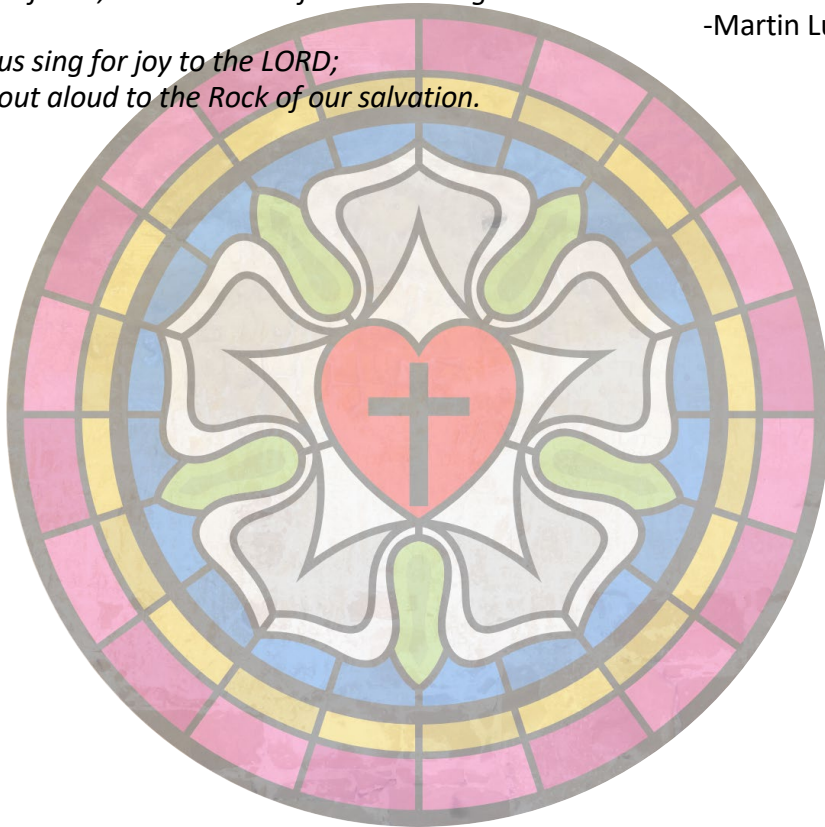 -Martin Lu
us sing for joy to the LORD;
out aloud to the Rock of our salvation.